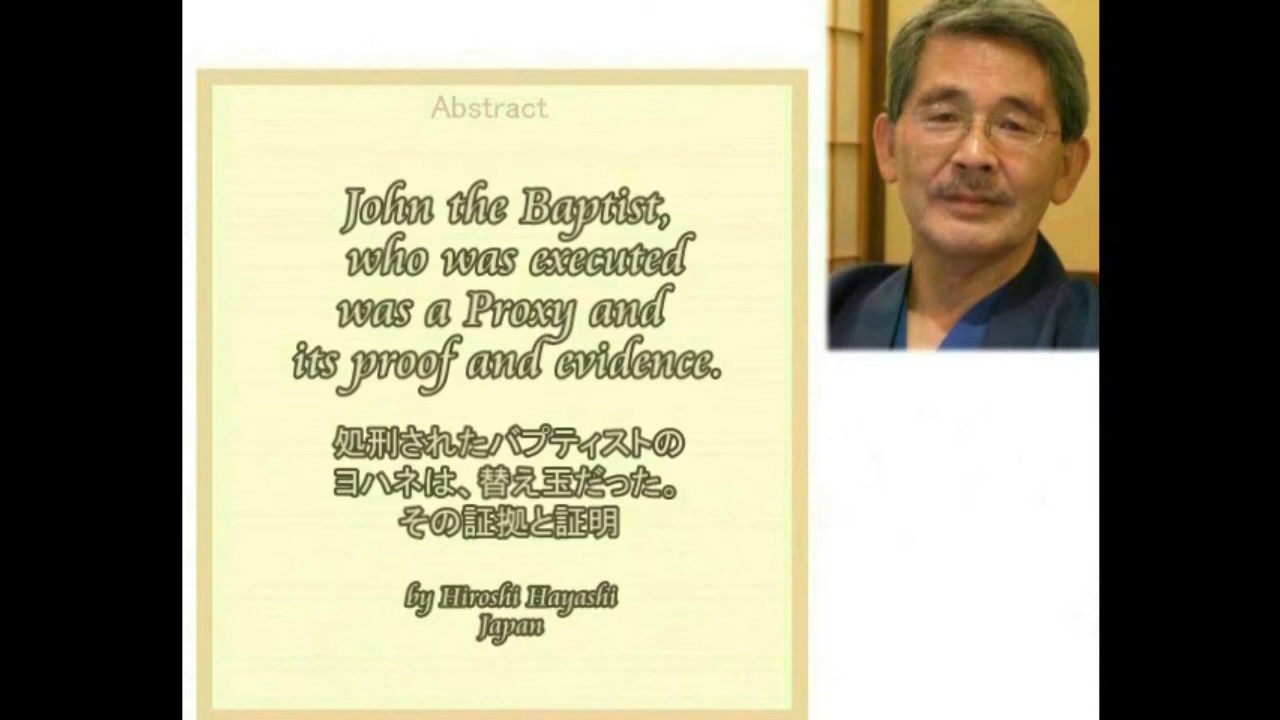 Abstract
John the Baptist,
who was executed
was a Proxy and
its proof and evidence.
処刑されたバプティストの
ヨハネは、替え玉だった。
その証拠と証明
by Hiroshi Hayashi
Japan